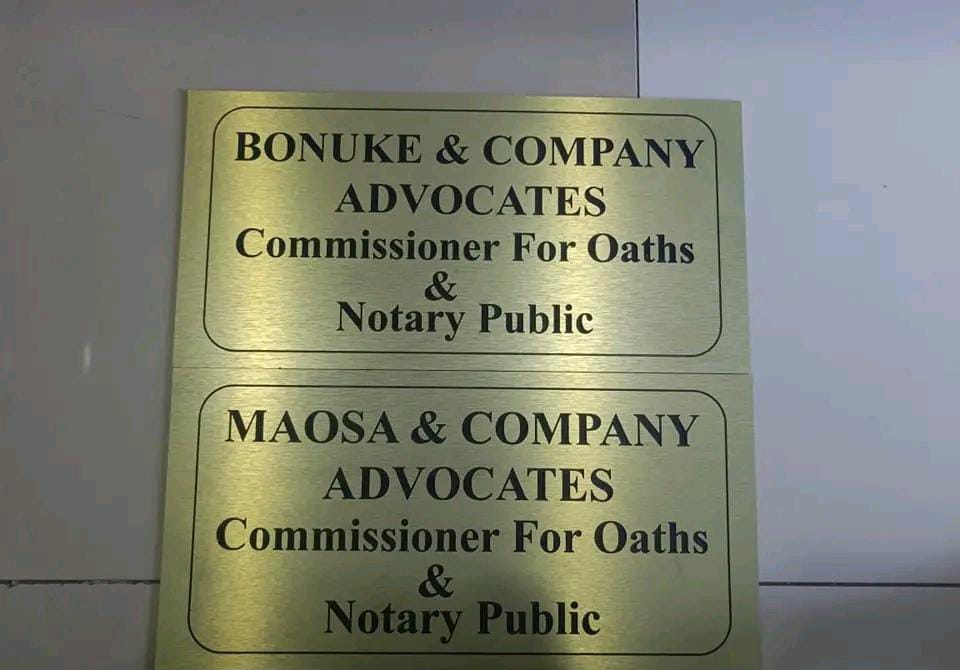 BONUKE & COMPANY
ADVOCATES
Commissioner For Oaths
&
Notary Public
MAOSA & COMPANY
ADVOCATES
Commissioner For Oaths
&
Notary Public